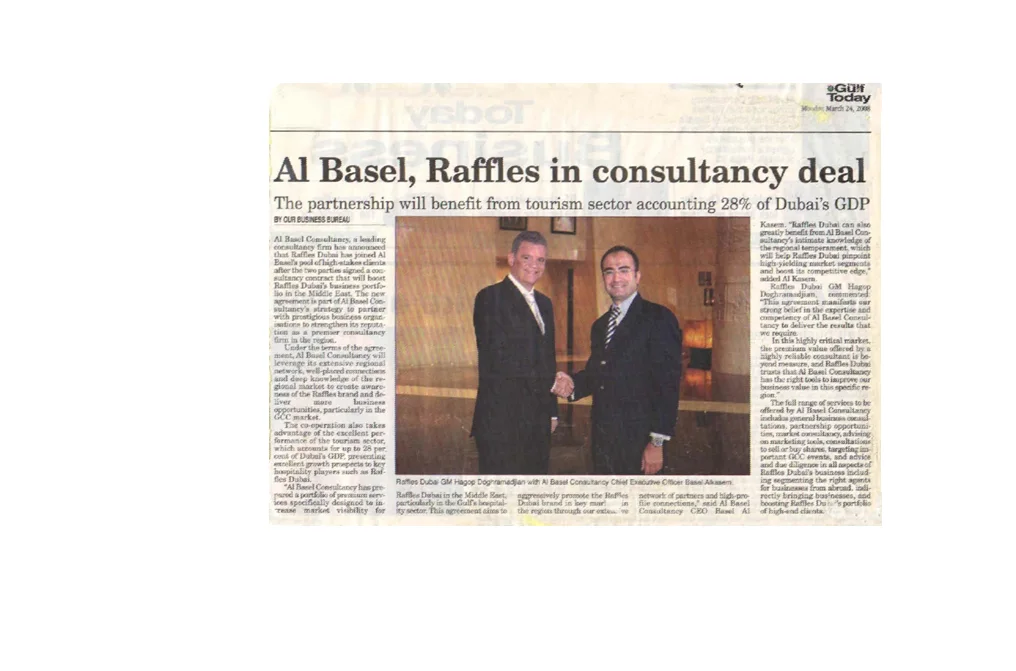 Gulf
Today
Monday March 24, 2008
Al Basel, Raffles in consultancy deal
The partnership will benefit from tourism sector accounting 28% of Dubai's GDP
BY OUR BUSINESS BUREAU
Al Basel Consultancy, a leading
consultancy firm has announced
that Raffles Dubai has joined Al
Basel's pool of high-stakes clients
after the two parties signed a con-
sultancy contract that will boost
Raffles Dubai's business portfo-
lio in the Middle East. The new
agreement is part of Al Basel Con-
sultancy's strategy to partner
with prestigious business organ-
isations to strengthen its reputa-
tion as a premier consultancy
firm in the region.
Under the terms of the agree-
ment, Al Basel Consultancy will
leverage its extensive regional
network, well-placed connections
and deep knowledge of the re-
gional market to create aware-
ness of the Raffles brand and de-
liver more business
opportunities, particularly in the
GCC market.
The co-operation also takes
advantage of the excellent per-
formance of the tourism sector,
which accounts for up to 28 per
cent of Dubai's GDP, presenting
excellent growth prospects to key
hospitality players such as Raf-
fles Dubai.
"Al Basel Consultancy has pre-
pared a portfolio of premium serv-
ices specifically designed to in-
crease market visibility for
Raffles Dubai GM Hagop Doghramadjian with Al Basel Consultancy Chief Executive Officer Basel Alkasem.
Raffles Dubai in the Middle East,
particularly in the Gulf's hospital-
ity sector. This agreement aims to
aggressively promote the Raffles
Dubai brand in key in
the region through our
network of partners and high-pro-
file connections," said Al Basel
Consultancy CEO Basel Al
Kasem. "Raffles Dubai can also
greatly benefit from Al Basel Con-
sultancy's intimate knowledge of
the regional temperament, which
will help Raffles Dubai pinpoint
high-yielding market segments
and boost its competitive edge,"
added Al Kasem.
Raffles Dubai GM Hagop
Doghramadjian, commented:
"This agreement manifests our
strong belief in the expertise and
competency of Al Basel Consul-
tancy to deliver the results that
we require.
In this highly critical market,
the premium value offered by a
highly reliable consultant is be-
yond measure, and Raffles Dubai
trusts that Al Basel Consultancy
has the right tools to improve our
business value in this specific re-
gion."
The full range of services to be
offered by Al Basel Consultancy
includes general business consul-
tations, partnership opportuni-
ties, market consultancy, advising
on marketing tools, consultations
to sell or buy shares, targeting im-
portant GCC events, and advice
and due diligence in all aspects of
Raffles Dubai's business includ-
ing segmenting the right agents
for businesses from abroad, indi-
rectly bringing businesses, and
boosting Raffles Dubai's portfolio
of high-end clients.